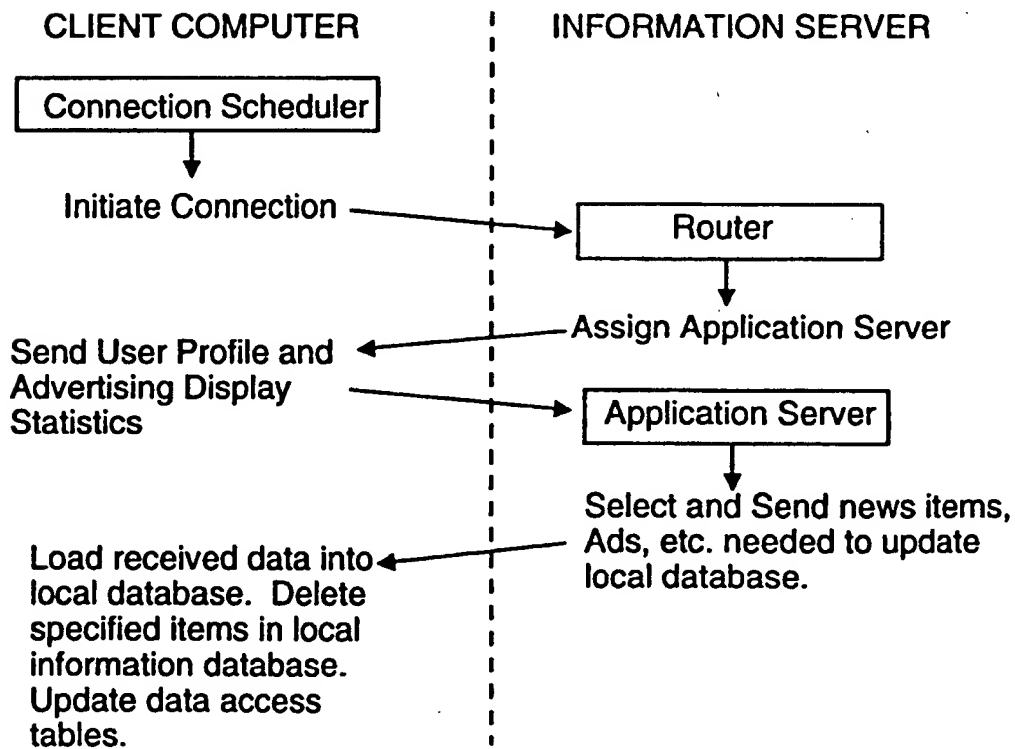 CLIENT COMPUTER
INFORMATION SERVER
Connection Scheduler
Initiate Connection
Router
Assign Application Server
Send User Profile and
Advertising Display
Statistics
Application Server
Select and Send news items,
Ads, etc. needed to update
local database.
Load received data into
local database. Delete
specified items in local
information database.
Update data access
tables.